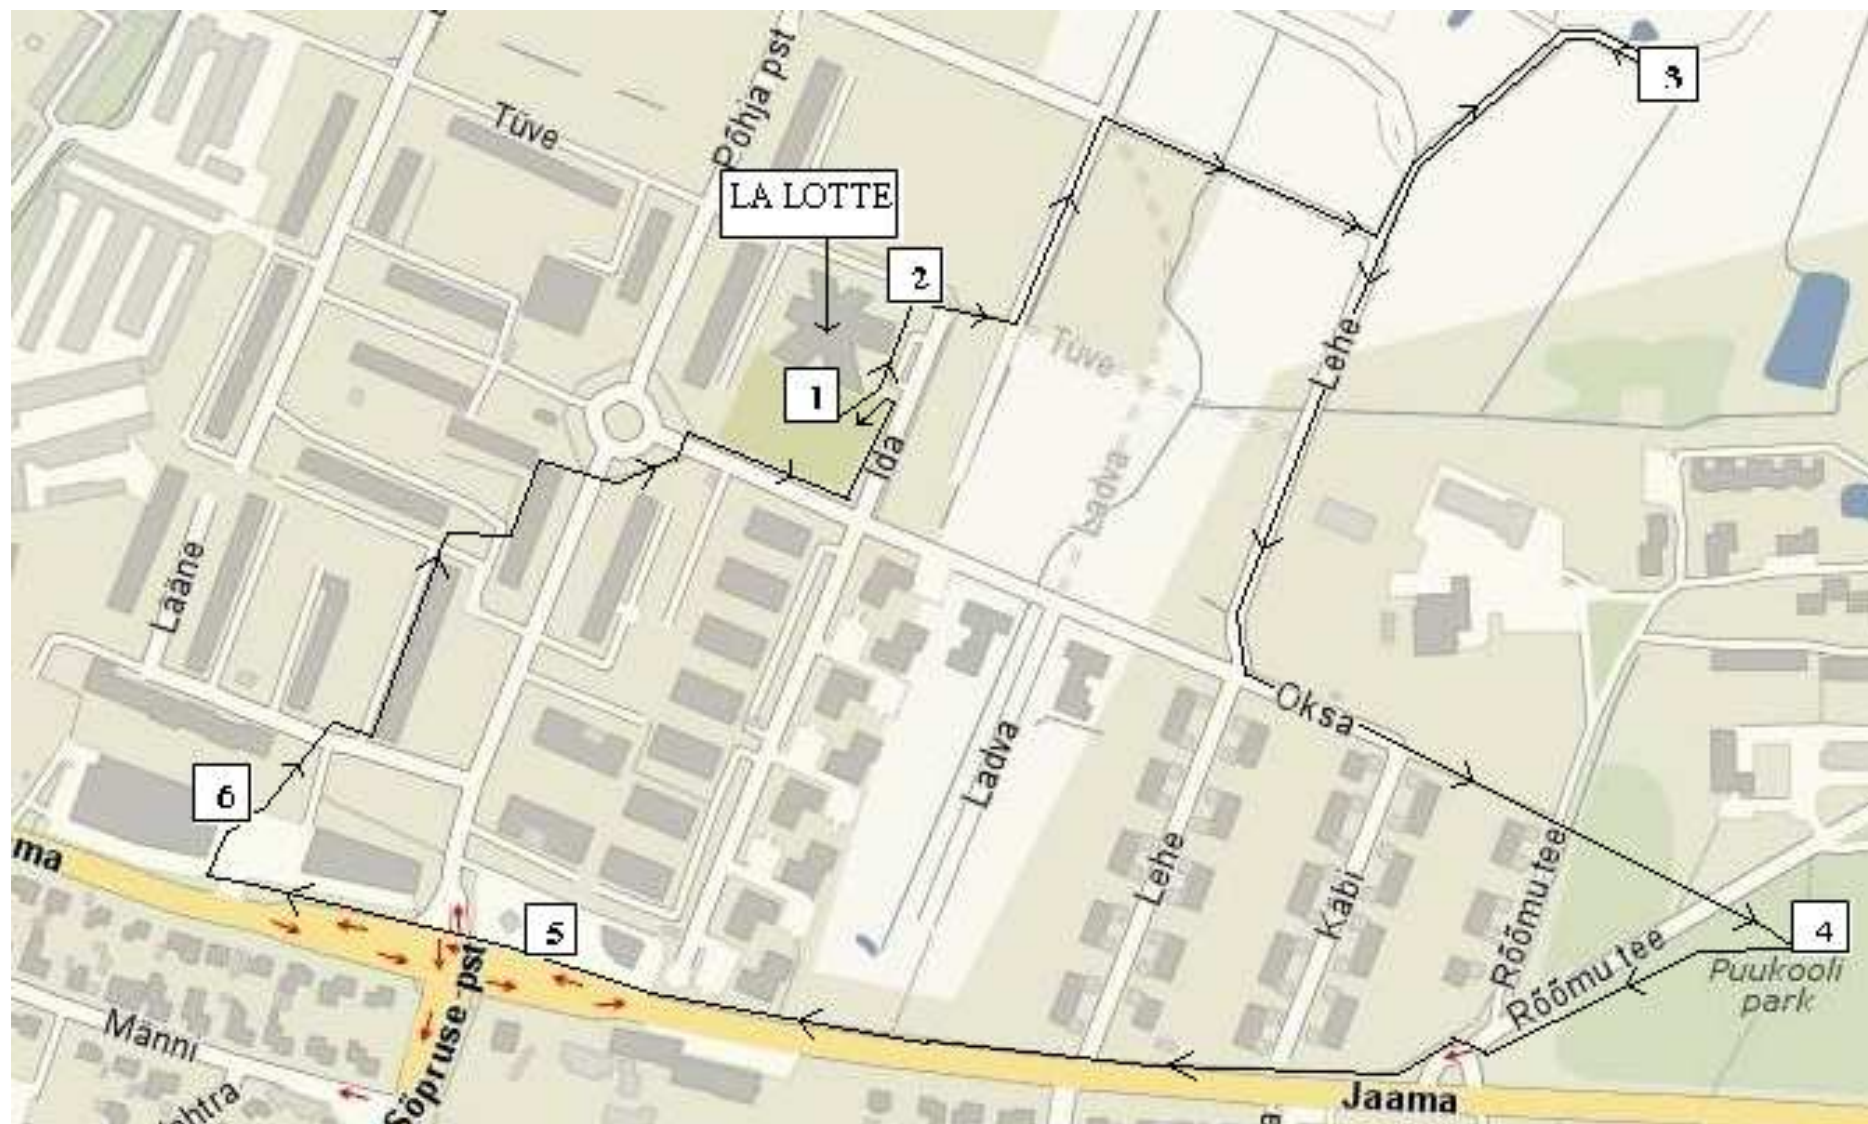 Põhja pst
Tüve
LA LOTTE
3
2
Tüve
Lehe
1
Ida
Ladva
Lääne
Oksa
Ladva
6
Lehe
Käbi
Rõõmu tee
ma
5
4
Rõõmu tee
Puukooli
park
Sõpruse pst
Männi
Jaama